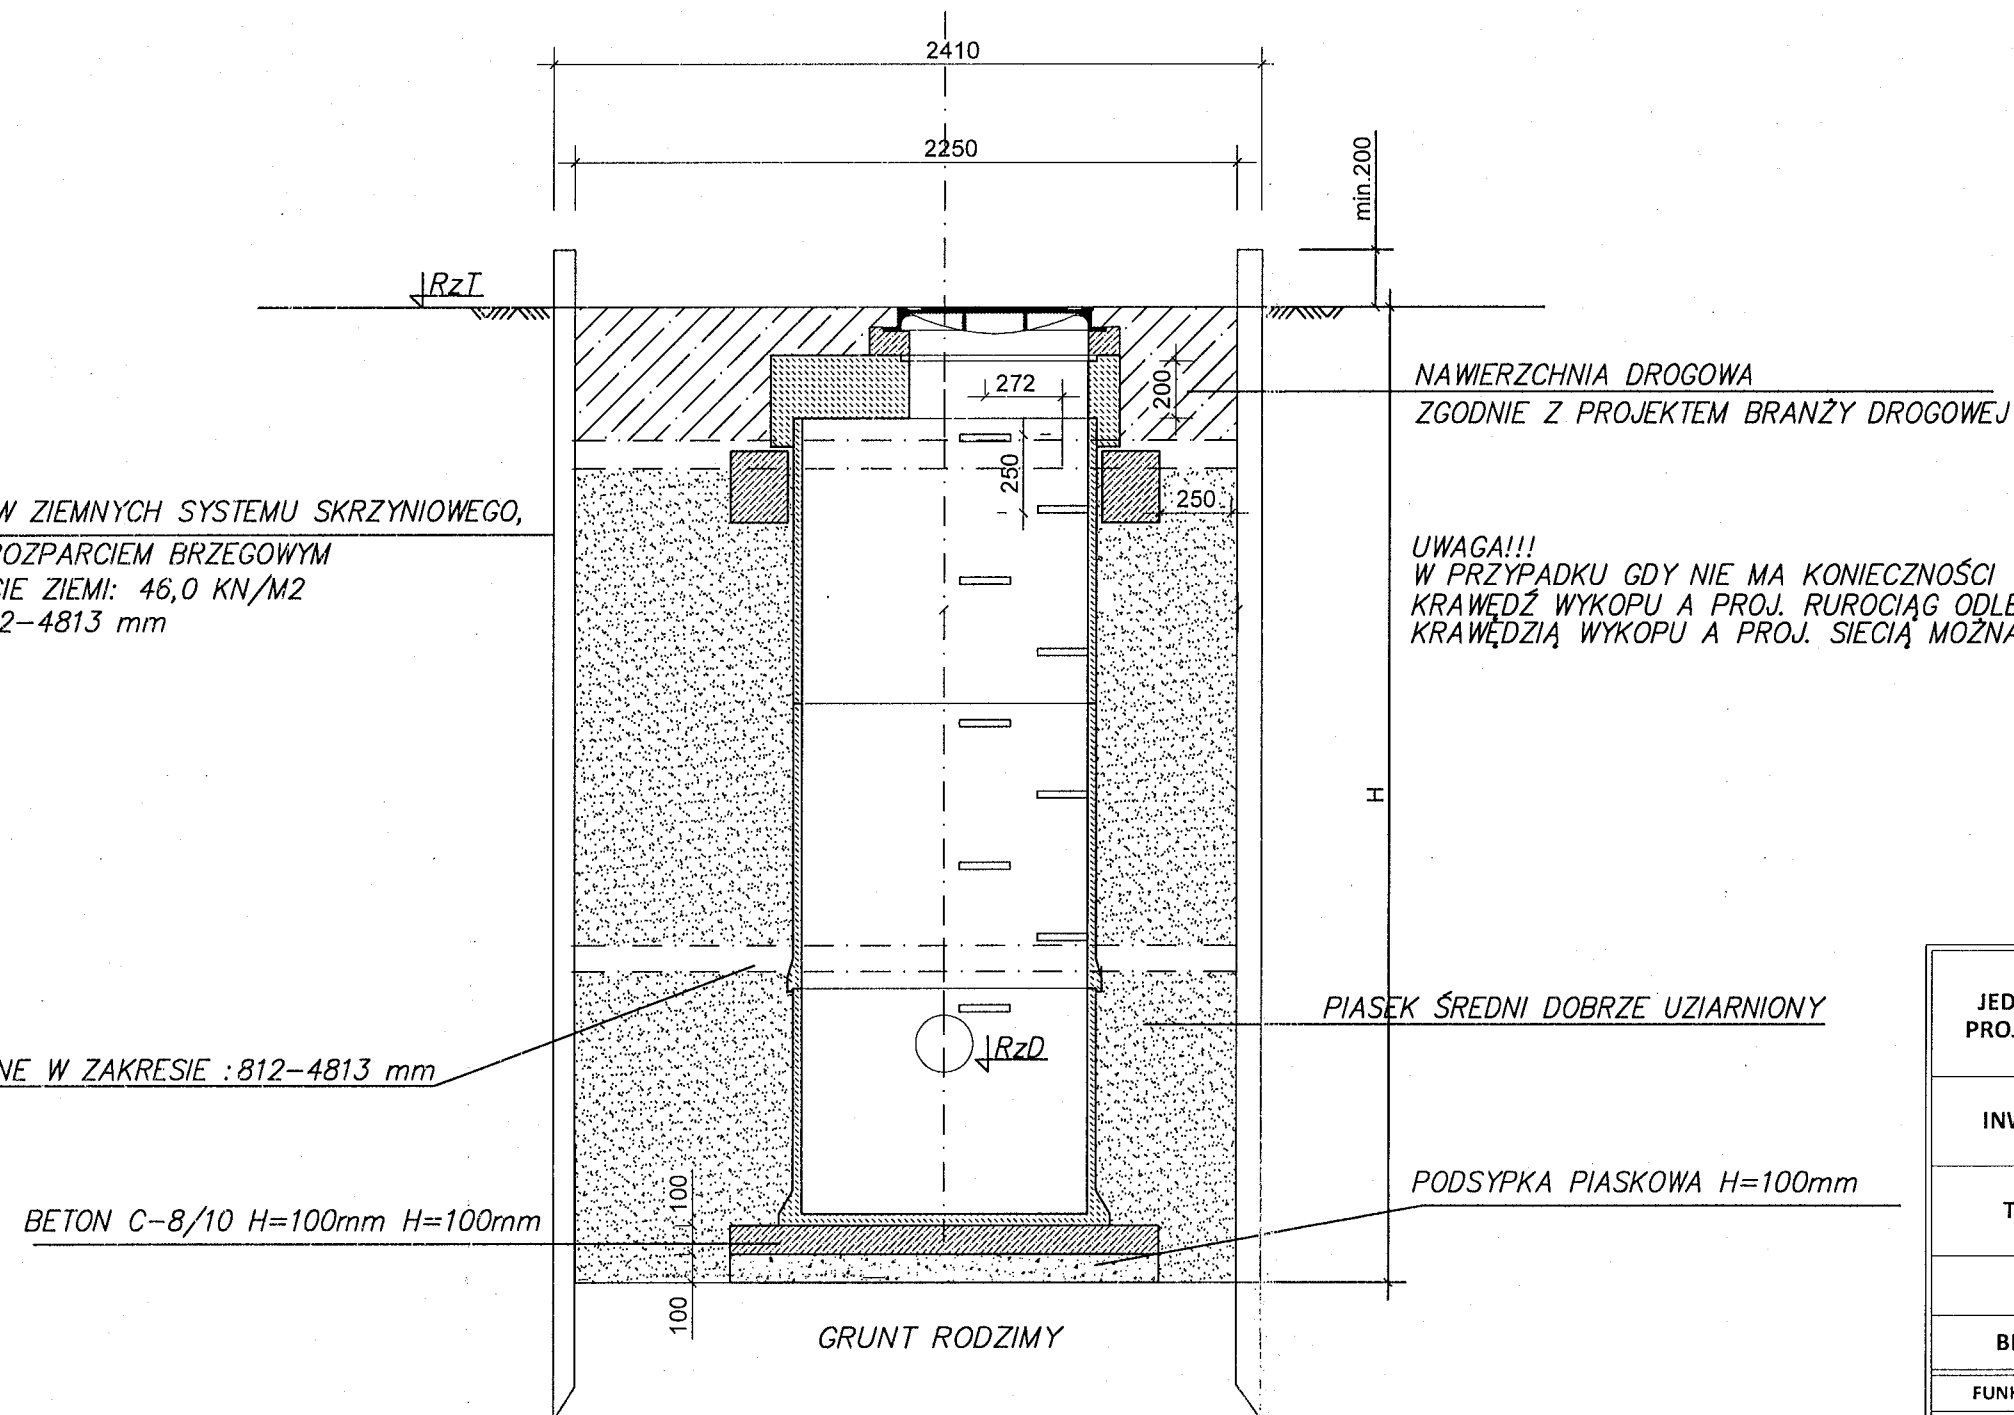 2410
2250
min.200
RzT
272
200
NAWIERZCHNIA DROGOWA
ZGODNIE Z PROJEKTEM BRANŻY DROGOWEJ
250
250
W ZIEMNYCH SYSTEMU SKRZYNIOWEGO,
ROZPARCIEM BRZEGOWYM
CIE ZIEMI: 46,0 KN/M2
2-4813 mm
UWAGA!!!
W PRZYPADKU GDY NIE MA KONIECZNOŚCI
KRAWĘDŹ WYKOPU A PROJ. RUROCIĄG ODLE
KRAWĘDZIĄ WYKOPU A PROJ. SIECIĄ MOŻNA
H
PIASEK ŚREDNI DOBRZE UZIARNIONY
RzD
NE W ZAKRESIE :812-4813 mm
PODSYPKA PIASKOWA H=100mm
BETON C-8/10 H=100mm H=100mm
100
100
GRUNT RODZIMY
JED
PROJ
INW
T
B
FUNK